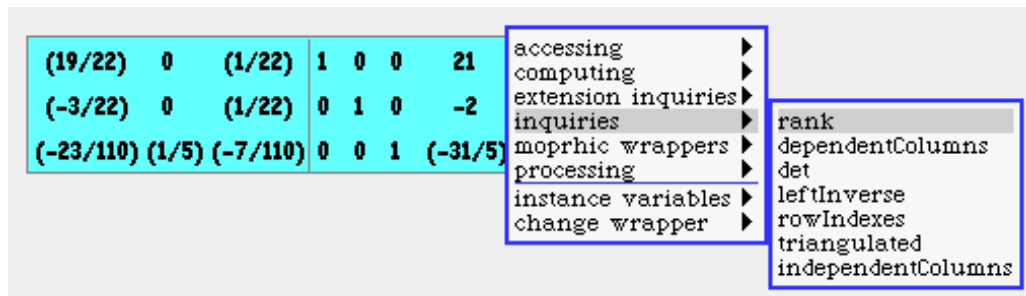 (19/22) 0 (1/22) 1 0 0 21
(-3/22) 0 (1/22) 0 1 0 -2
(-23/110) (1/5) (-7/110) 0 0 1 (-31/5)
accessing
computing
extension inquiries
inquiries
moprhic wrappers
processing
instance variables
change wrapper
rank
dependentColumns
det
leftInverse
rowIndexes
triangulated
independentColumns